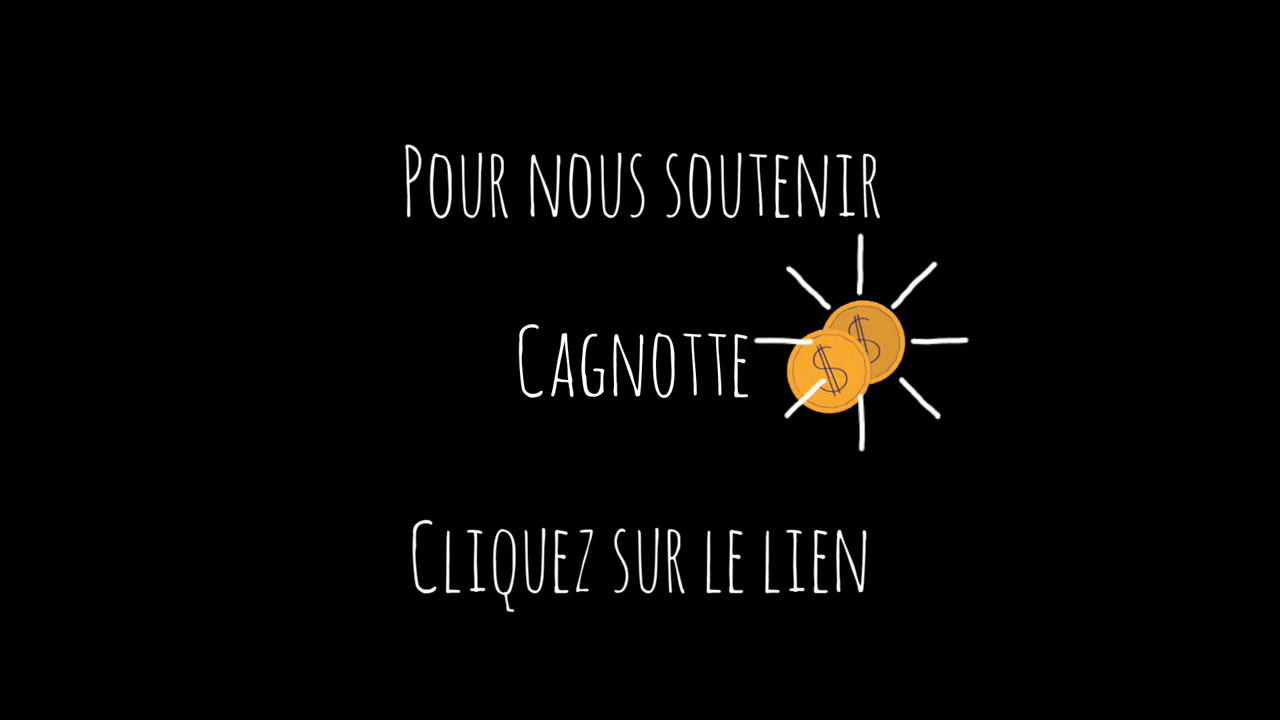 Pour nous soutenir
Cagnotte
$
$
Cliquez sur le lien